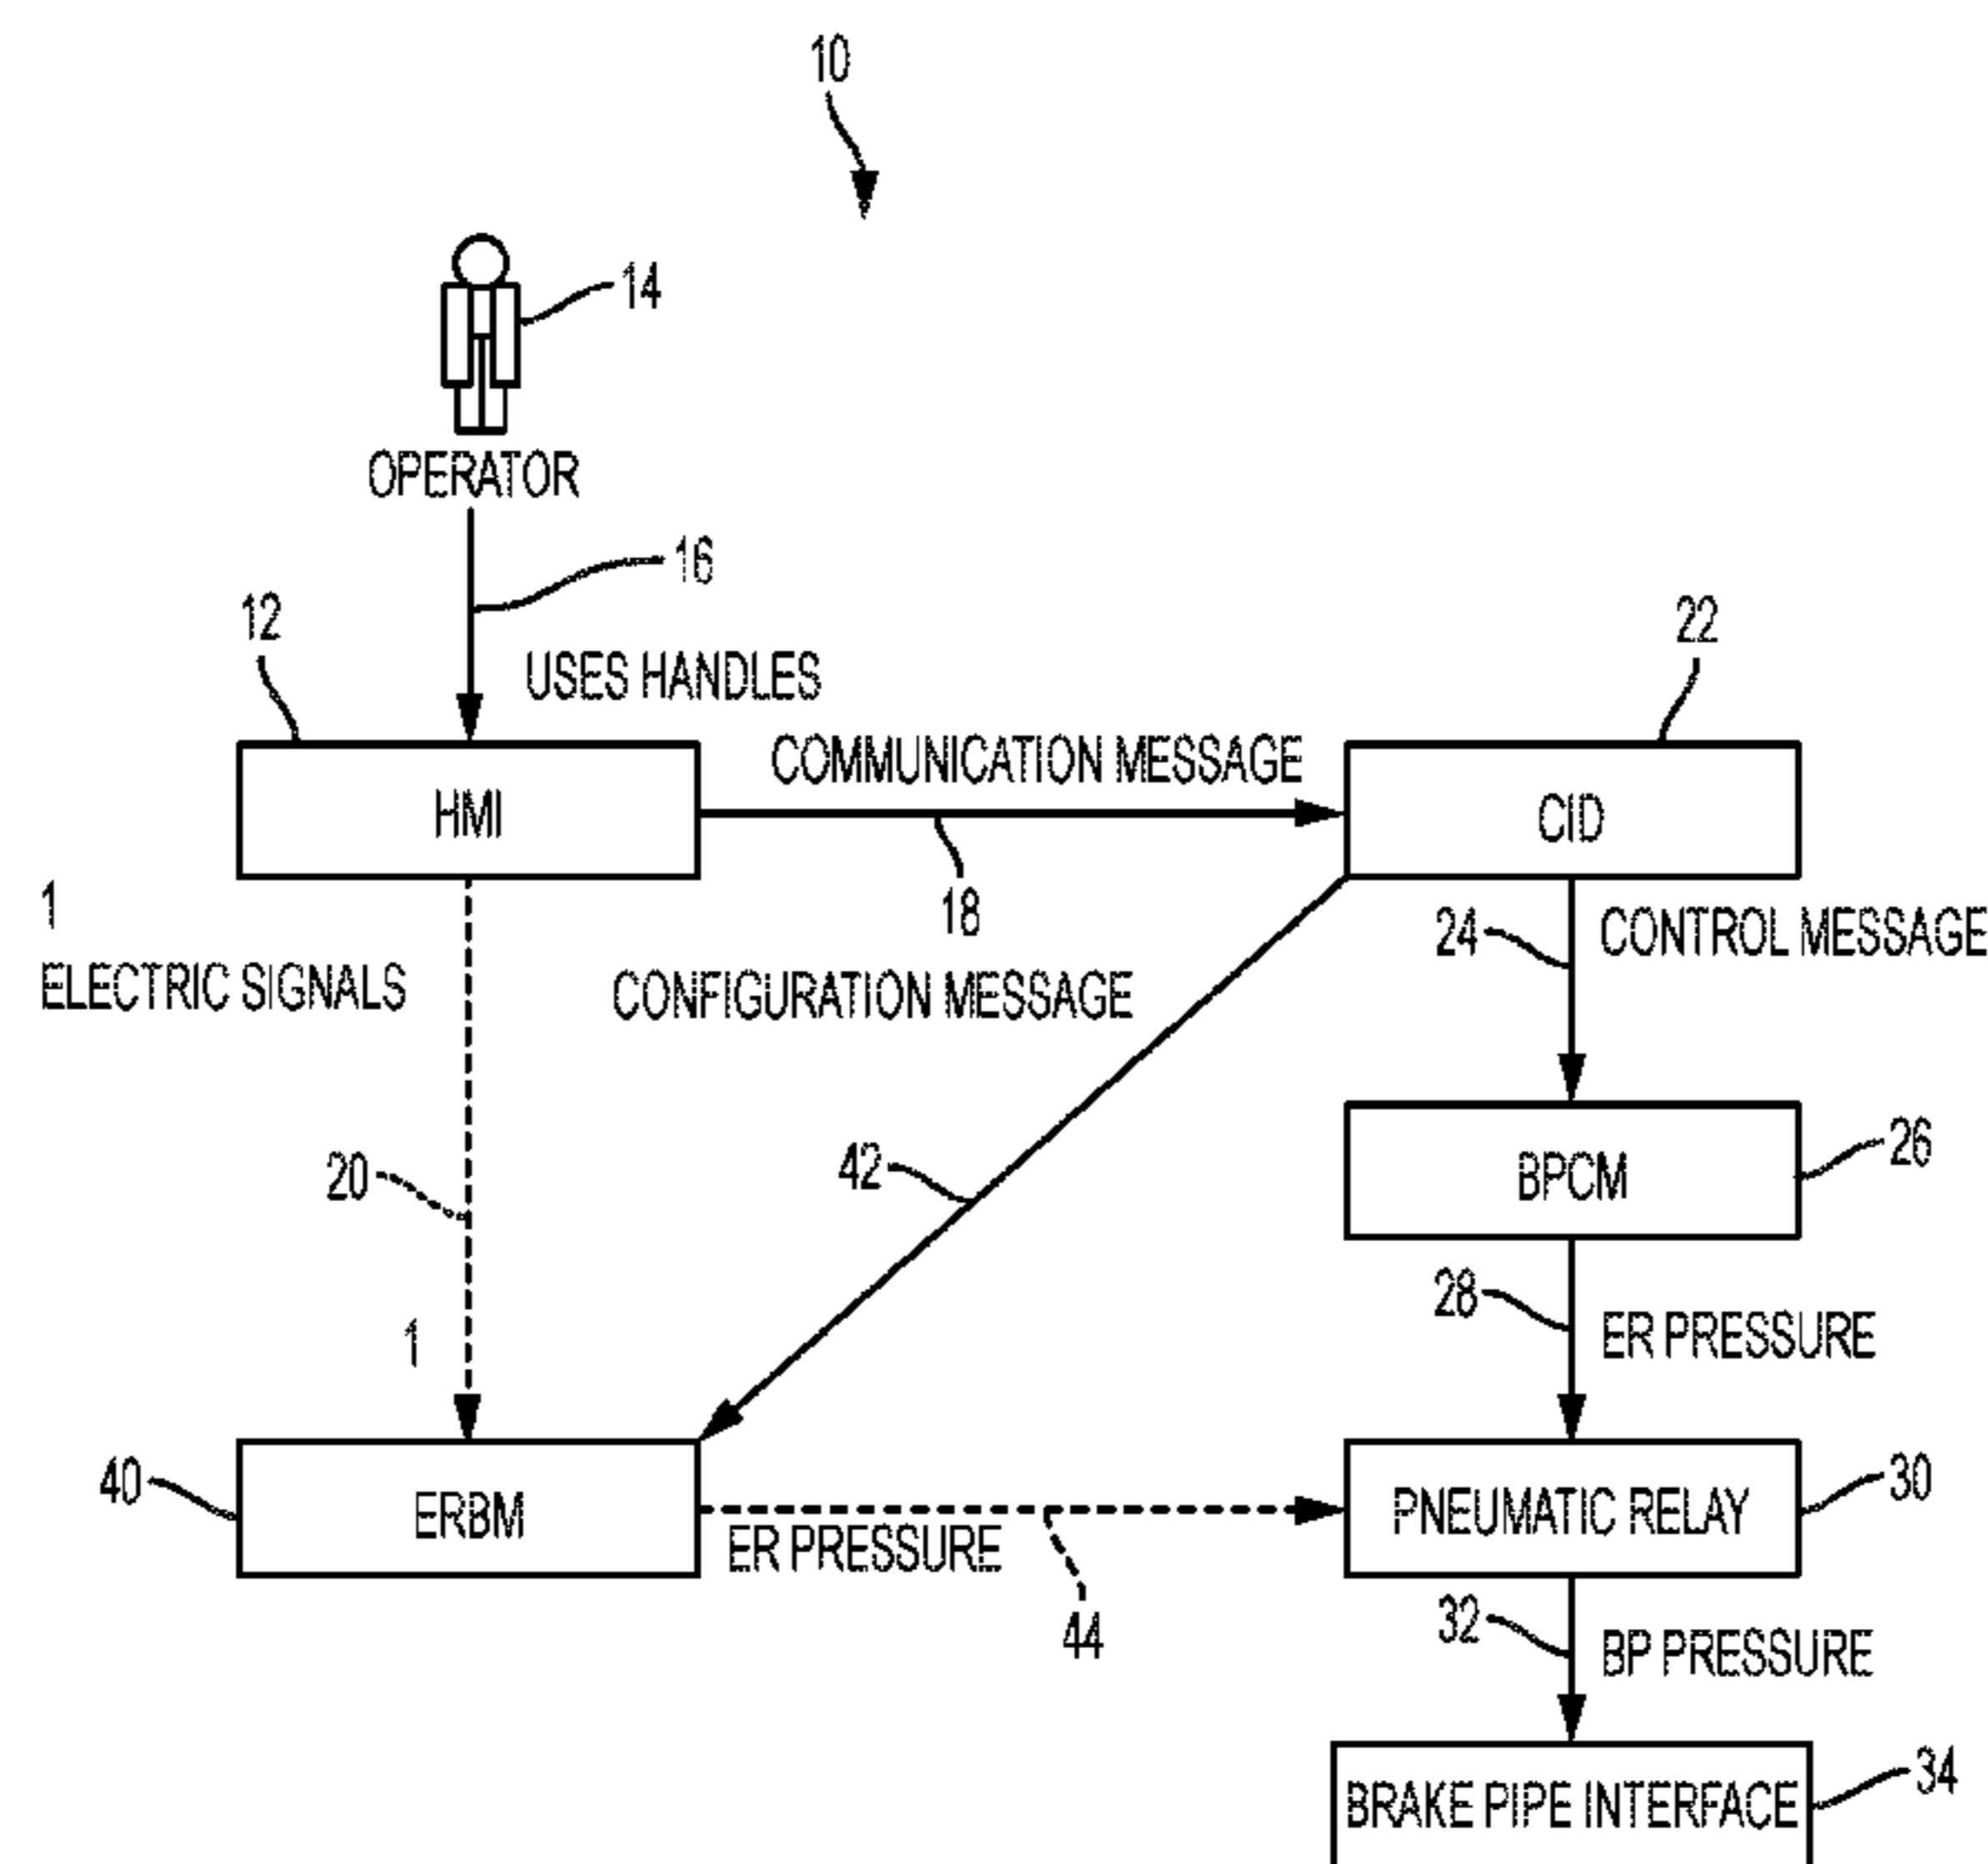 10
14
OPERATOR
16
12
USES HANDLES
22
COMMUNICATION MESSAGE
HMI
CID
18
1
ELECTRIC SIGNALS
CONFIGURATION MESSAGE
24
CONTROL MESSAGE
20
42
BPCM
26
28
ER PRESSURE
1
40
ERBM
ER PRESSURE
44
PNEUMATIC RELAY
30
32
BP PRESSURE
BRAKE PIPE INTERFACE
34